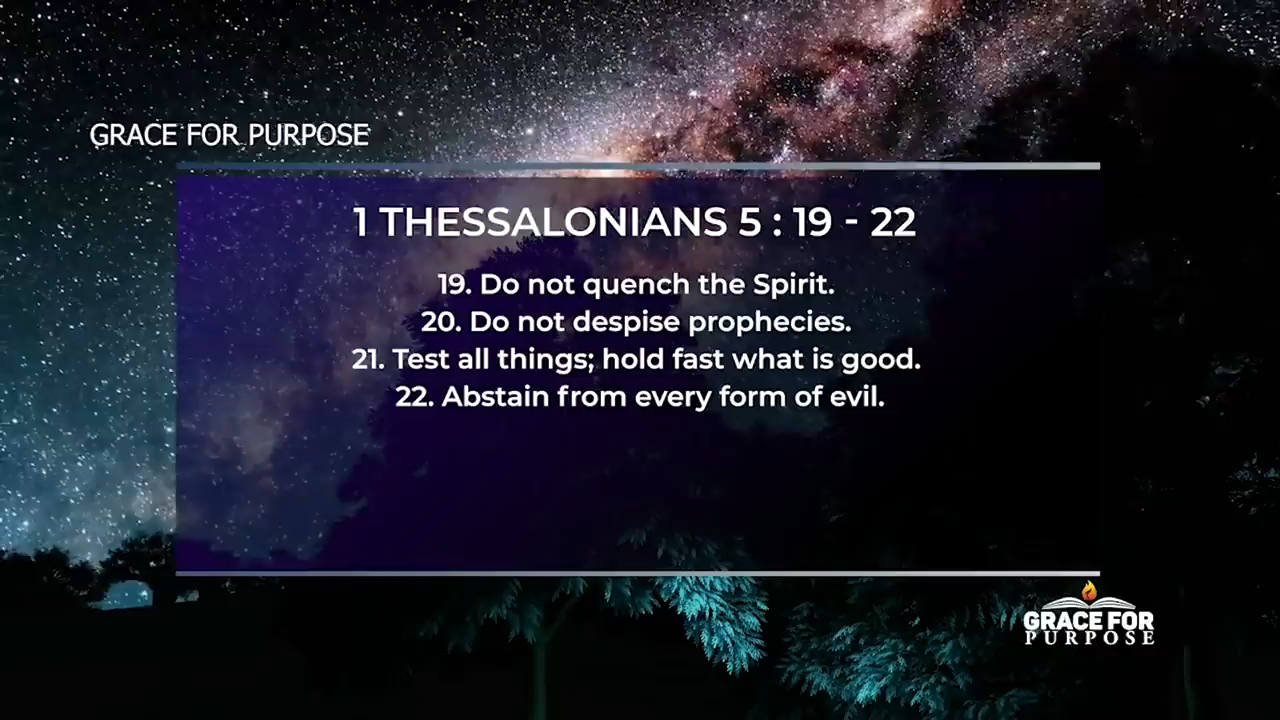 GRACE FOR PURPOSE
1 THESSALONIANS 5 : 19 - 22
19. Do not quench the Spirit.
20. Do not despise prophecies.
21. Test all things; hold fast what is good.
22. Abstain from every form of evil.
GRACE FOR
PURPOSE